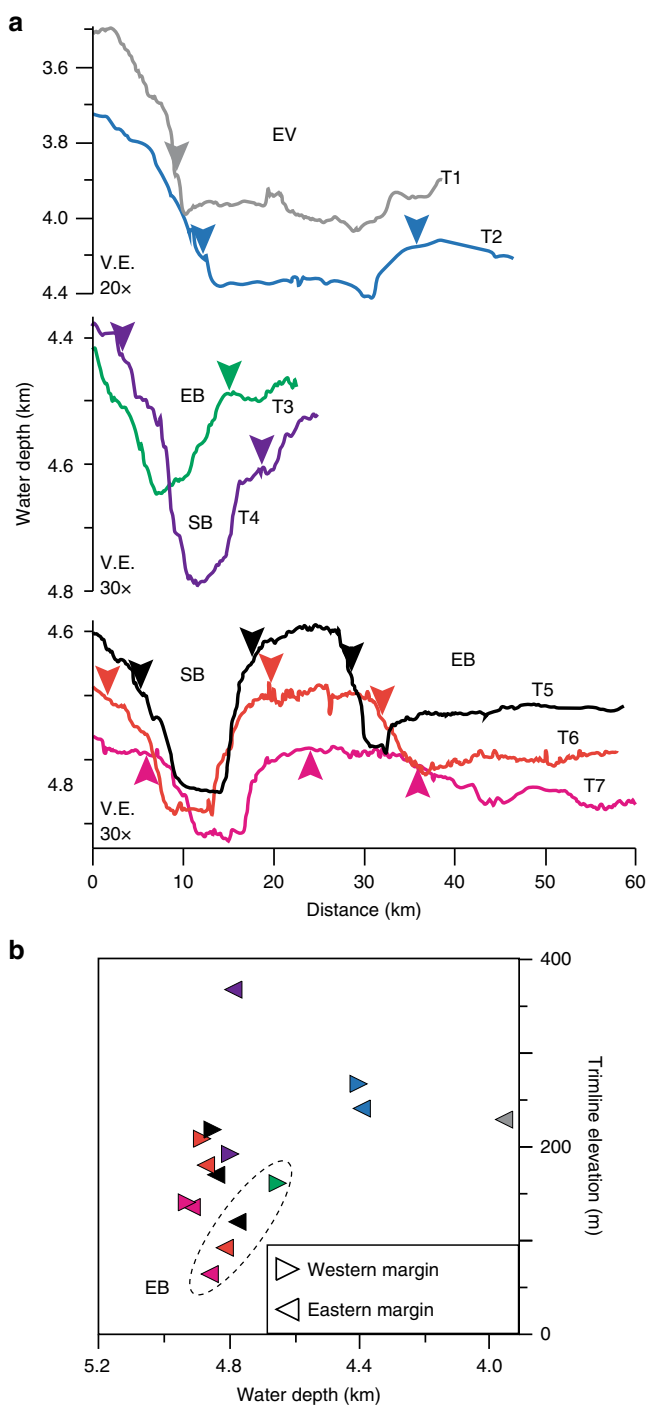 a
3.6
3.8
EV
T1
4.0
T2
V.E.
20×
4.4
4.4
EB
T3
Water depth (km)
4.6
SB
T4
V.E.
30×
4.8
4.6
SB
EB
T5
T6
4.8
T7
V.E.
30×
0 10 20 30 40 50 60
Distance (km)
b
400
Trimline elevation (m)
200
EB
Western margin
Eastern margin
0
5.2 4.8 4.4 4.0
Water depth (km)